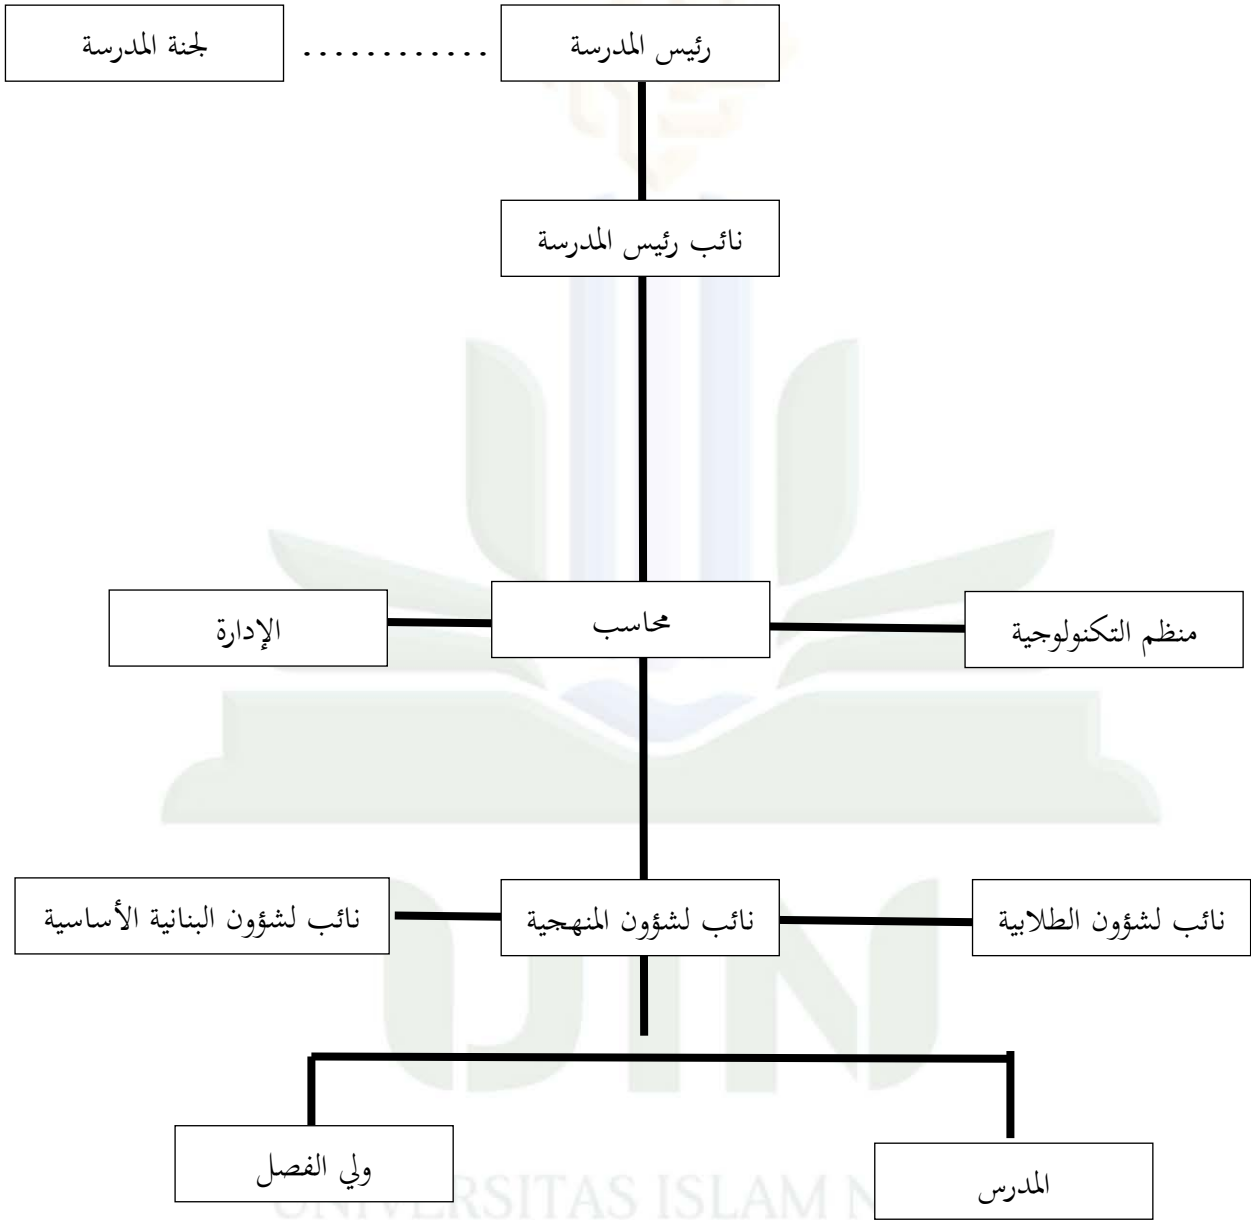 رئيس المدرسة ............ لجنة المدرسة
نائب رئيس المدرسة
منظم التكنولوجية
محاسب
الإدارة
نائب لشؤون الطلابية
نائب لشؤون المنهجية
نائب لشؤون البنانية الأساسية
المدرس
ولي الفصل
UIN
UNIVERSITAS ISLAM N